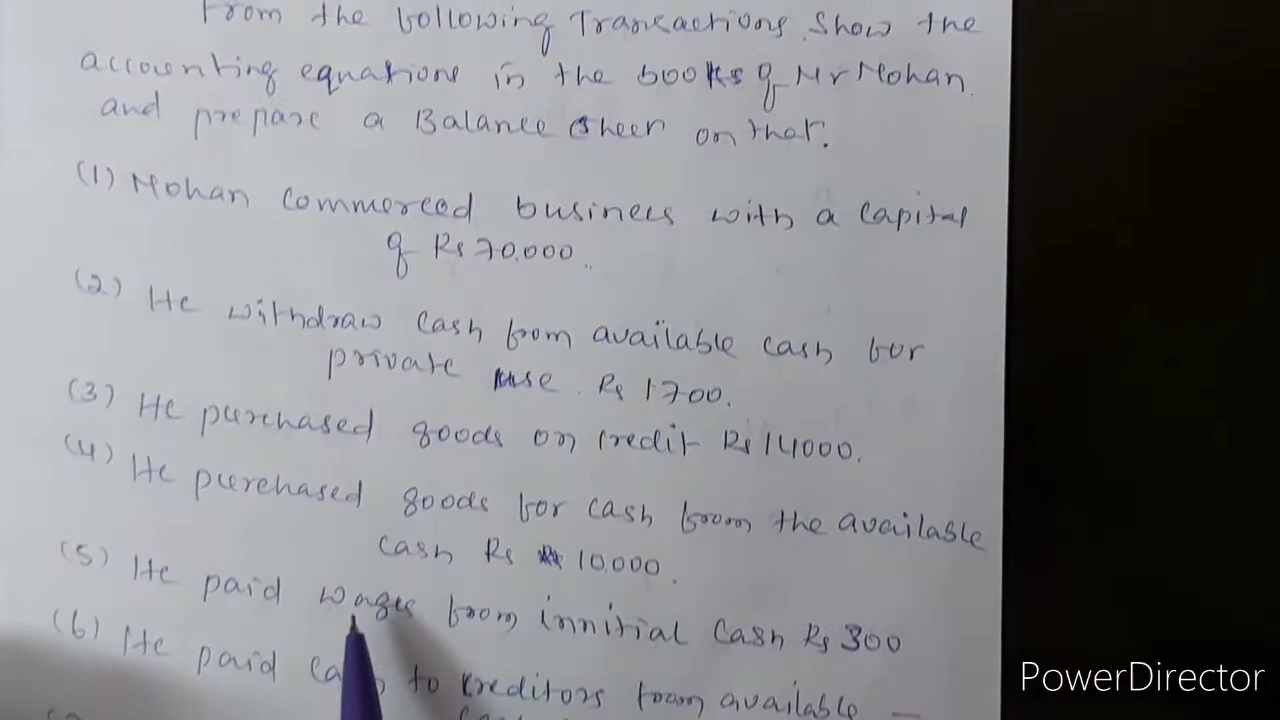 From the following Transactions, Show the
accounting equations in the books of Mr Mohan
and prepare a Balance Sheer on that.
(1) Mohan commereed business with a capital
of Rs 70,000..
(2) He withdraw cash from available cash for
private use. Rs 1700.
(3) He purchased goods on credit Rs 14000.
(4) He purchased goods for cash from the available
cash Rs 10,000.
(5) He paid wages from innitial cash Rs 300
(6) He paid to creditors from available
PowerDirector